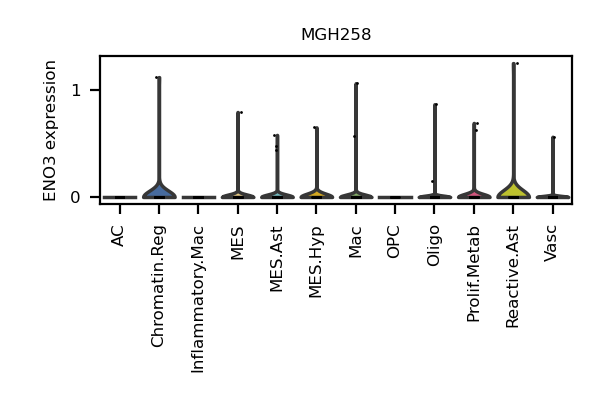 MGH258
ENO3 expression
1
0
AC
Chromatin.Reg
Inflammatory.Mac
MES
MES.Ast
MES.Hyp
Mac
OPC
Oligo
Prolif.Metab
Reactive.Ast
Vasc